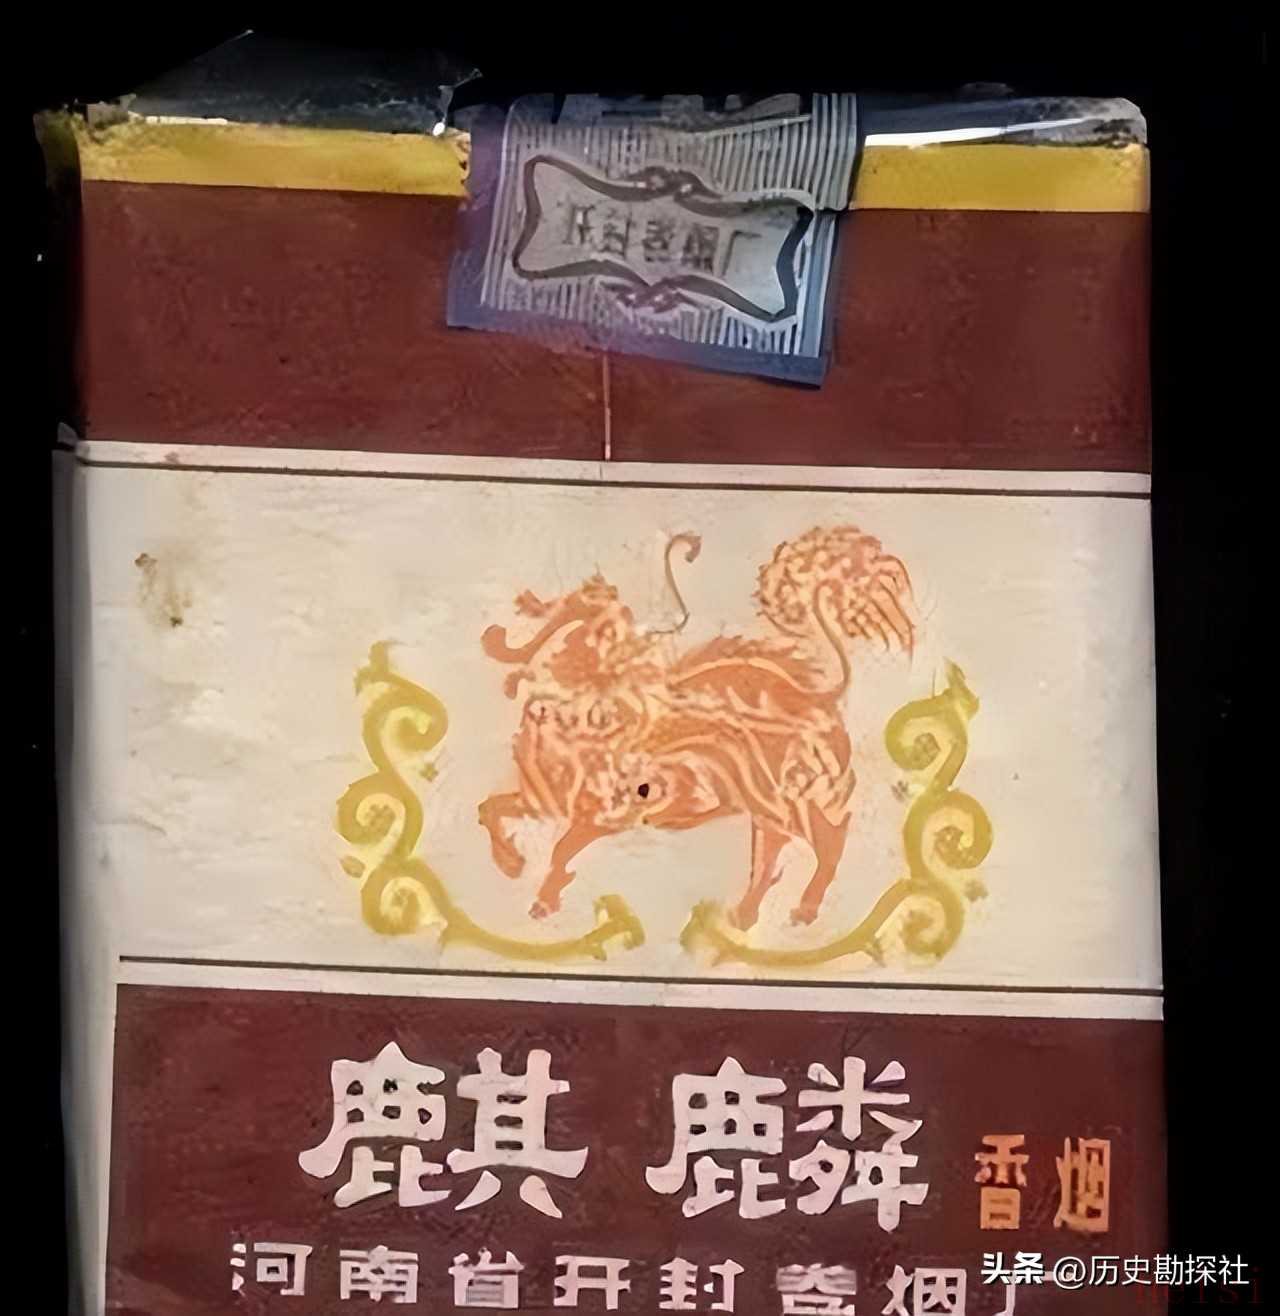 开封卷烟厂
麒麟 香烟
河南省开封卷烟厂
头条 @历史勘探社